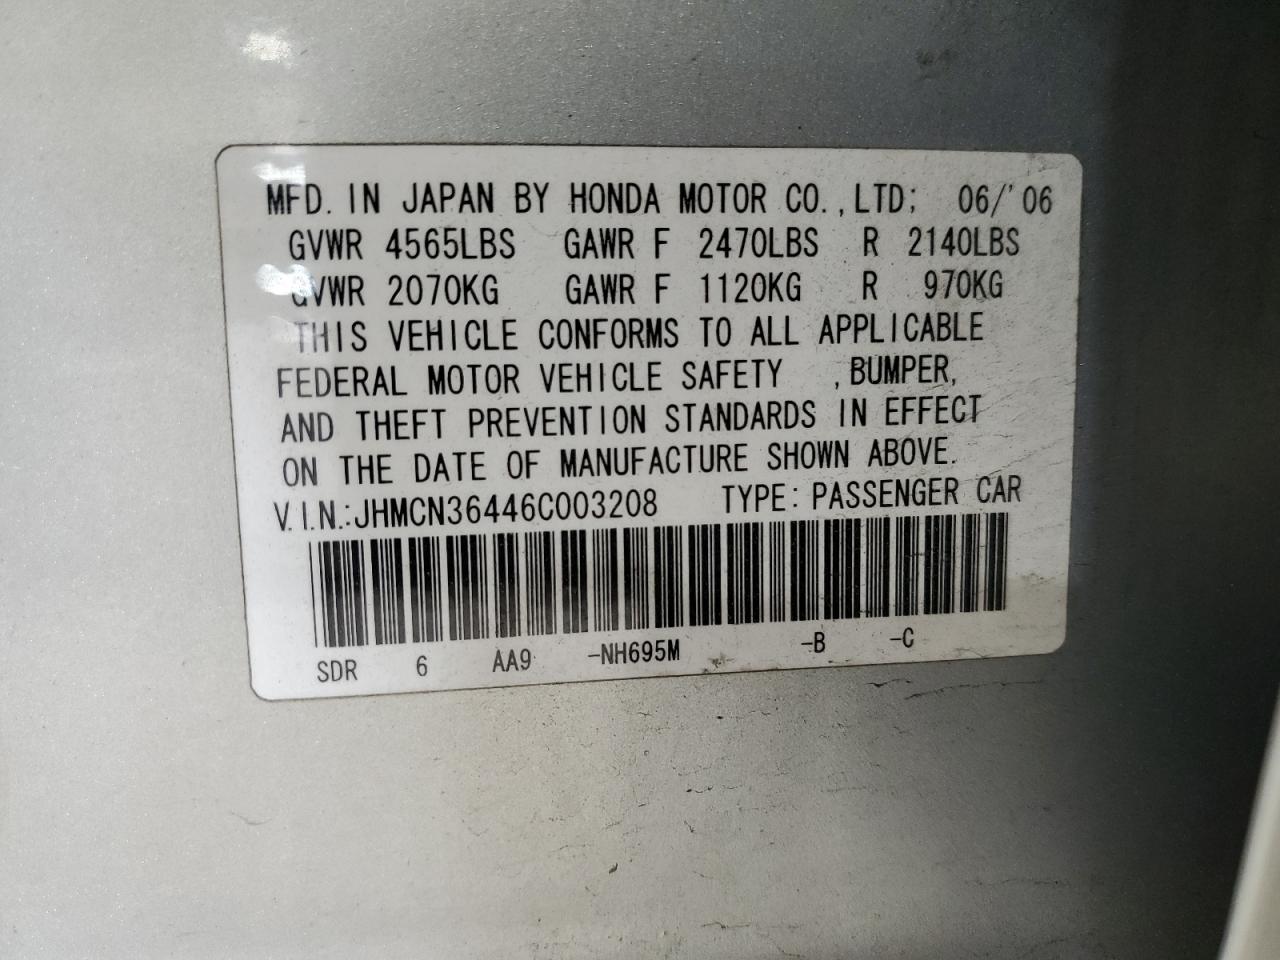 MFD. IN JAPAN BY HONDA MOTOR CO.,LTD; 06/'06
GVWR 4565LBS GAWR F 2470LBS R 2140LBS
GVWR 2070KG GAWR F 1120KG R 970KG
THIS VEHICLE CONFORMS TO ALL APPLICABLE
FEDERAL MOTOR VEHICLE SAFETY , BUMPER,
AND THEFT PREVENTION STANDARDS IN EFFECT
ON THE DATE OF MANUFACTURE SHOWN ABOVE.
V.I.N.:JHMCN36446C003208 TYPE: PASSENGER CAR
SDR 6 AA9 -NH695M -B -C